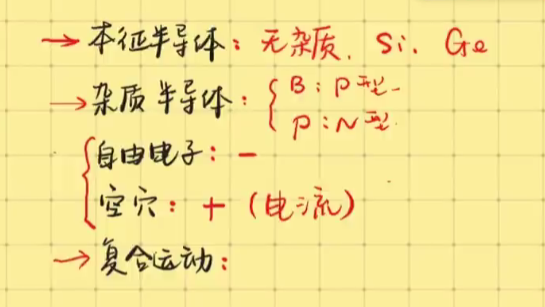 →本征半导体：无杂质. Si. Ge
→杂质半导体：{B：P型
P：N型
{自由电子：-
空穴：+（电流）
→复合运动：